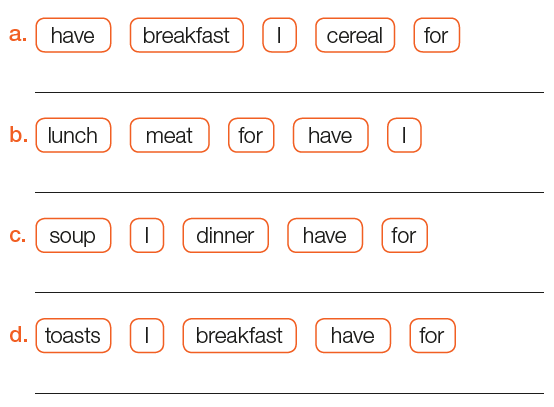 a. have breakfast I cereal for
b. lunch meat for have I
c. soup I dinner have for
d. toasts I breakfast have for